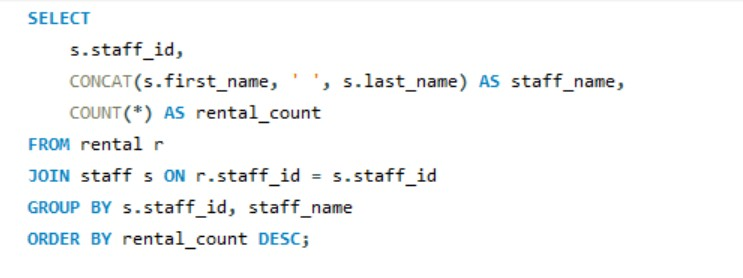 SELECT
    s.staff_id,
    CONCAT(s.first_name, ' ', s.last_name) AS staff_name,
    COUNT(*) AS rental_count
FROM rental r
JOIN staff s ON r.staff_id = s.staff_id
GROUP BY s.staff_id, staff_name
ORDER BY rental_count DESC;